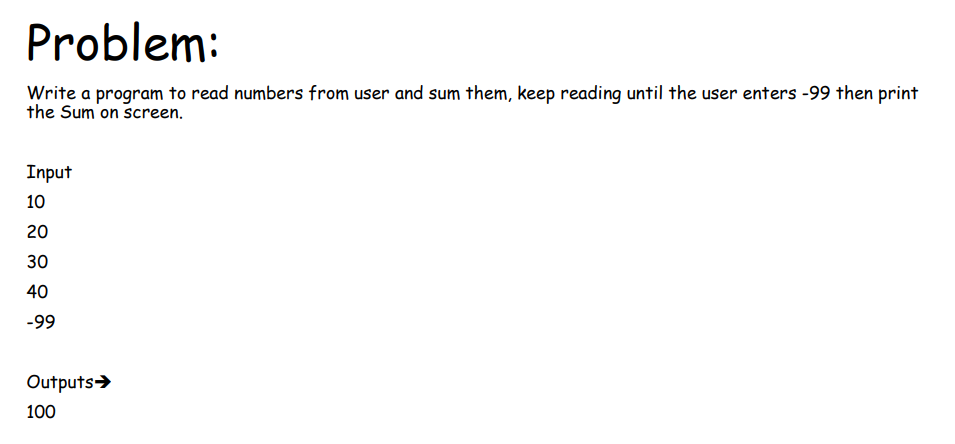 Problem:
Write a program to read numbers from user and sum them, keep reading until the user enters -99 then print
the Sum on screen.
Input
10
20
30
40
-99
Outputs➔
100